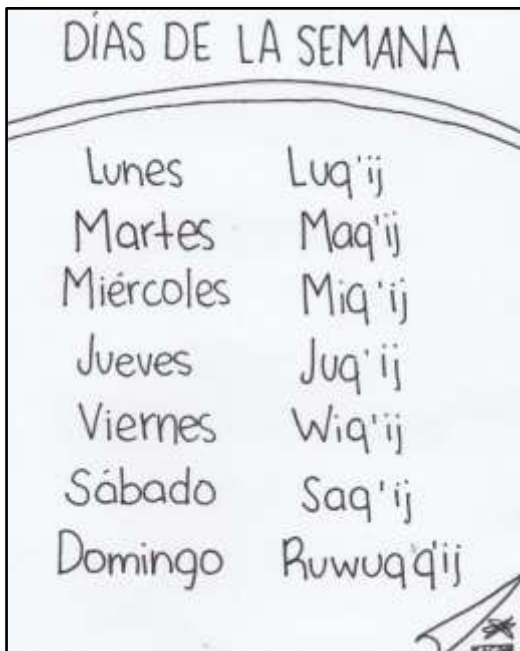 DÍAS DE LA SEMANA
Lunes Luq'ij
Martes Maq'ij
Miércoles Miq'ij
Jueves Juq'ij
Viernes Wiq'ij
Sábado Saq'ij
Domingo Ruwuqq'ij